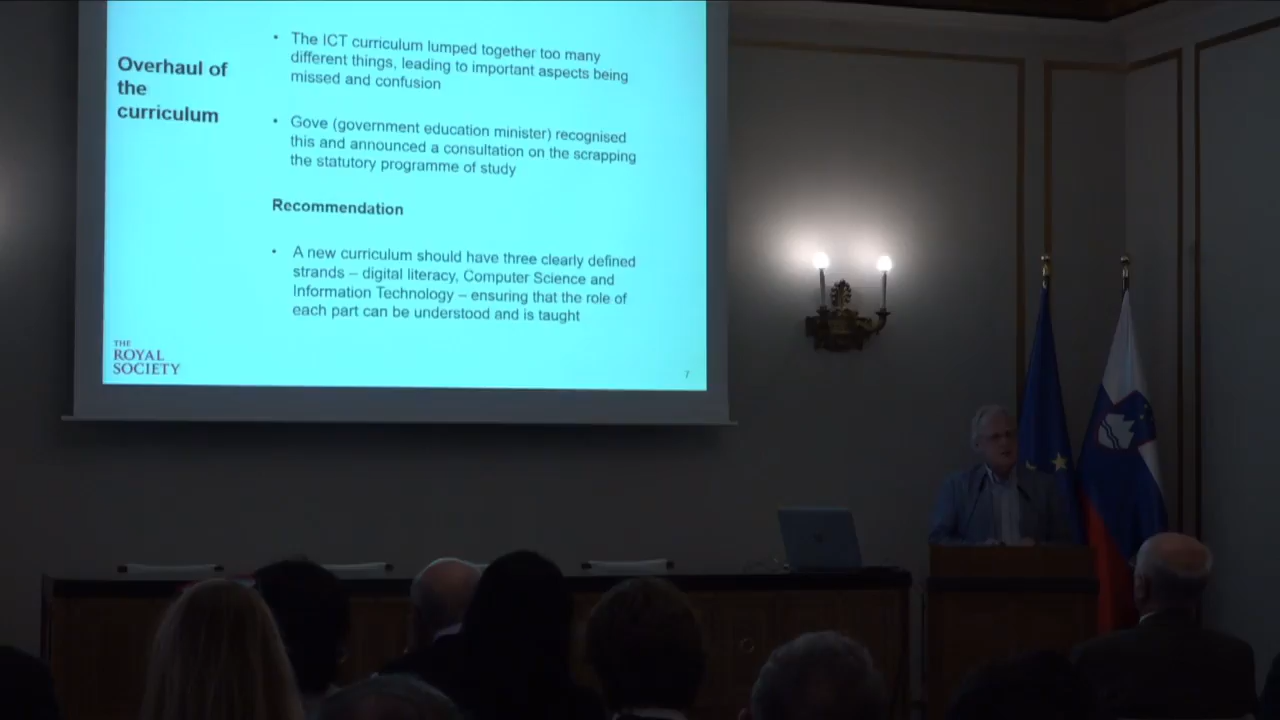 Overhaul of
the
curriculum
• The ICT curriculum lumped together too many
different things, leading to important aspects being
missed and confusion
• Gove (government education minister) recognised
this and announced a consultation on the scrapping
the statutory programme of study
Recommendation
• A new curriculum should have three clearly defined
strands – digital literacy, Computer Science and
Information Technology – ensuring that the role of
each part can be understood and is taught
THE
ROYAL
SOCIETY
7